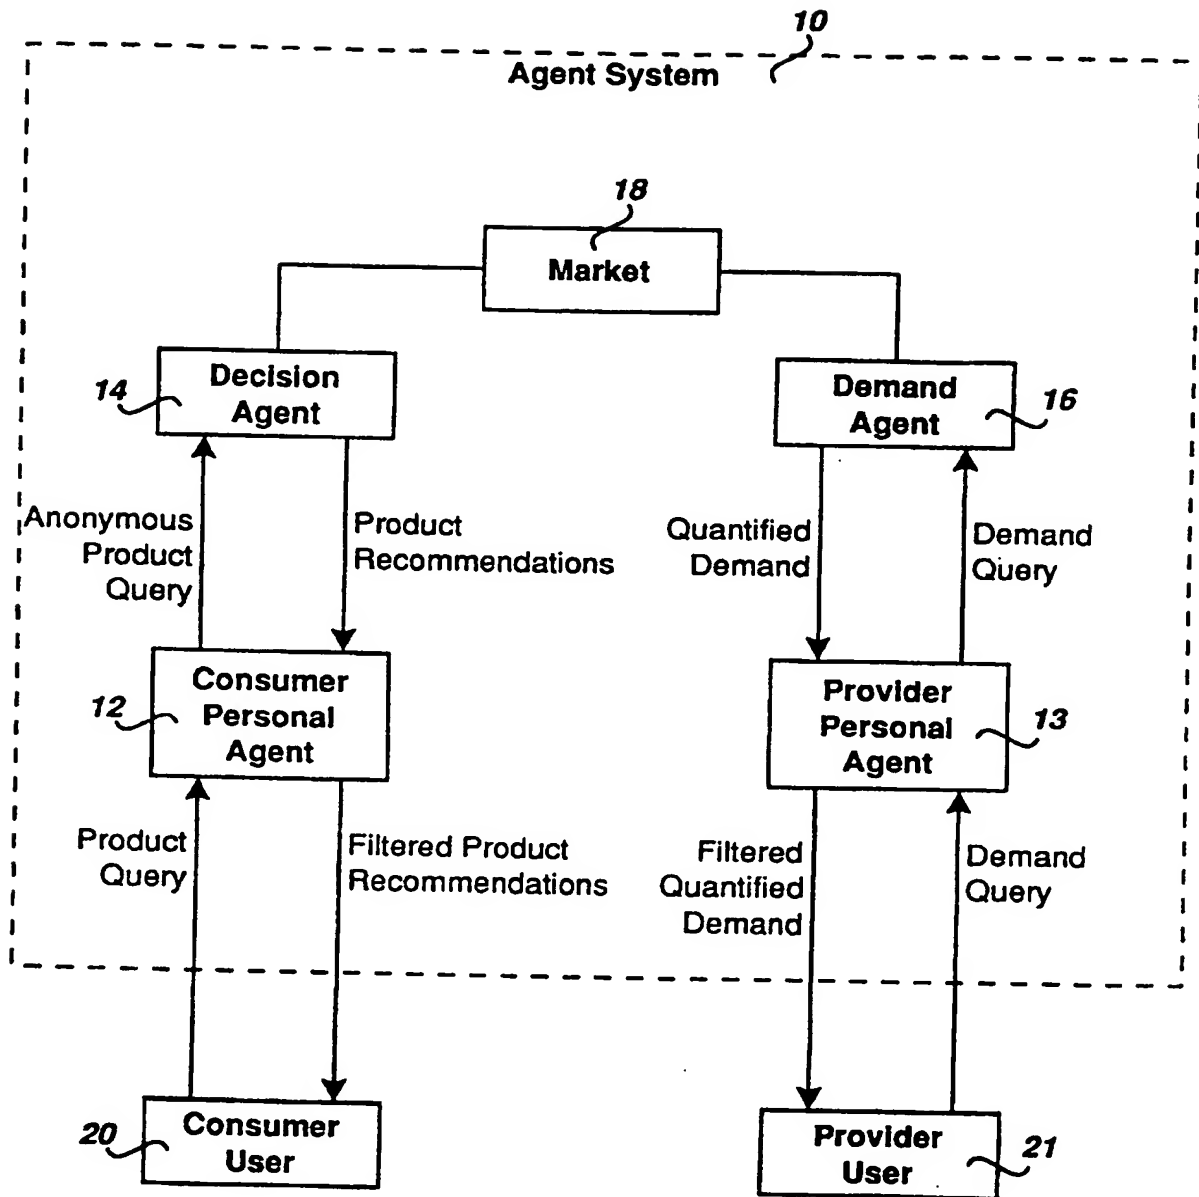 10
Agent System
18
Market
Decision
Agent
14
Demand
Agent
16
Anonymous
Product
Query
Product
Recommendations
Quantified
Demand
Demand
Query
Consumer
Personal
Agent
12
Provider
Personal
Agent
13
Product
Query
Filtered Product
Recommendations
Filtered
Quantified
Demand
Demand
Query
Consumer
User
20
Provider
User
21